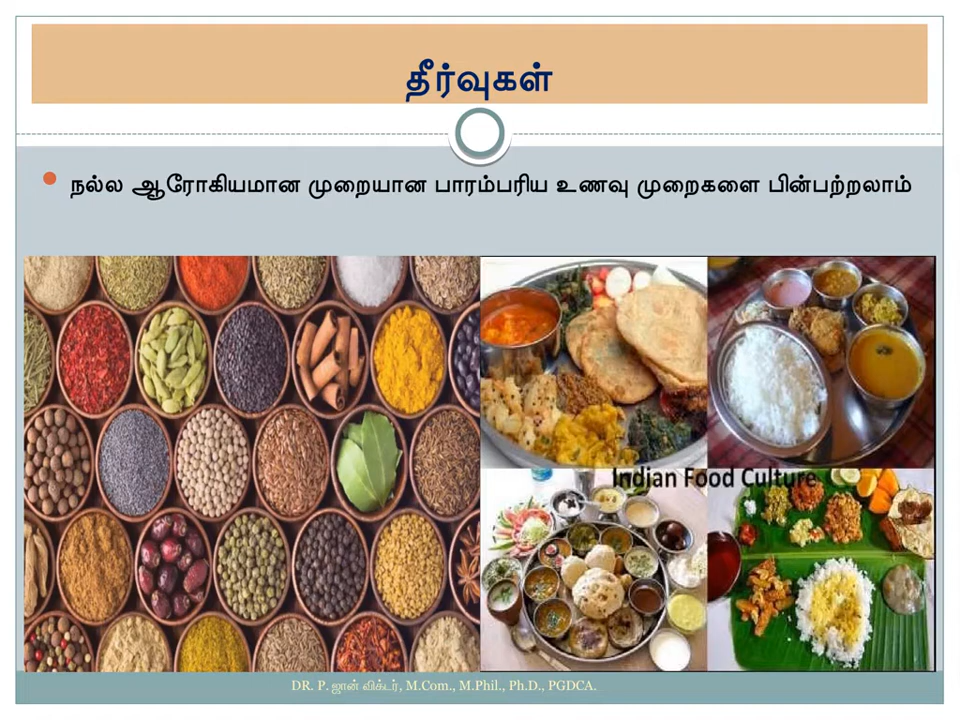 தீர்வுகள்
நல்ல ஆரோகியமான முறையான பாரம்பரிய உணவு முறைகளை பின்பற்றலாம்
Indian Food Culture
DR. P. ஜான் விக்டர், M.Com., M.Phil., Ph.D., PGDCA.